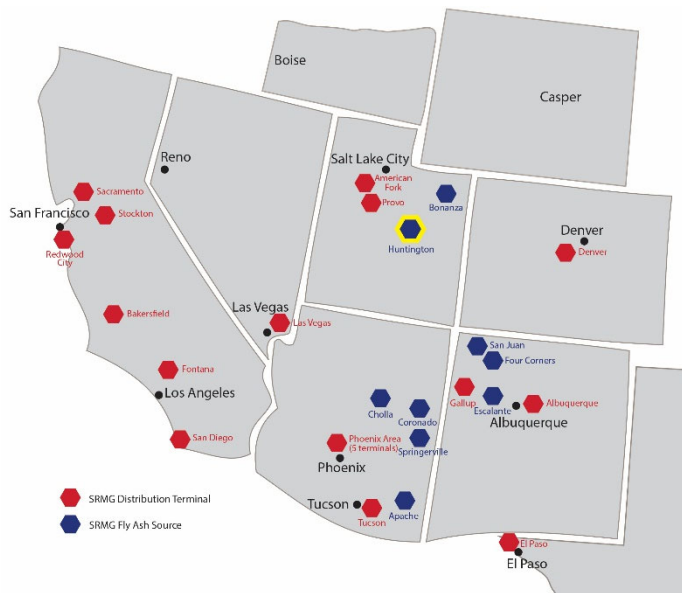 Boise
Casper
Reno
Salt Lake City
American
Fork
Provo
Bonanza
Huntington
Sacramento
Stockton
San Francisco
Redwood
City
Denver
Denver
Las Vegas
Las Vegas
Bakersfield
Fontana
Los Angeles
San Diego
San Juan
Four Corners
Gallup
Escalante
Albuquerque
Albuquerque
Cholla
Coronado
Springerville
Phoenix Area
(5 terminals)
Phoenix
Tucson
Tucson
Apache
El Paso
El Paso
SRMG Distribution Terminal
SRMG Fly Ash Source